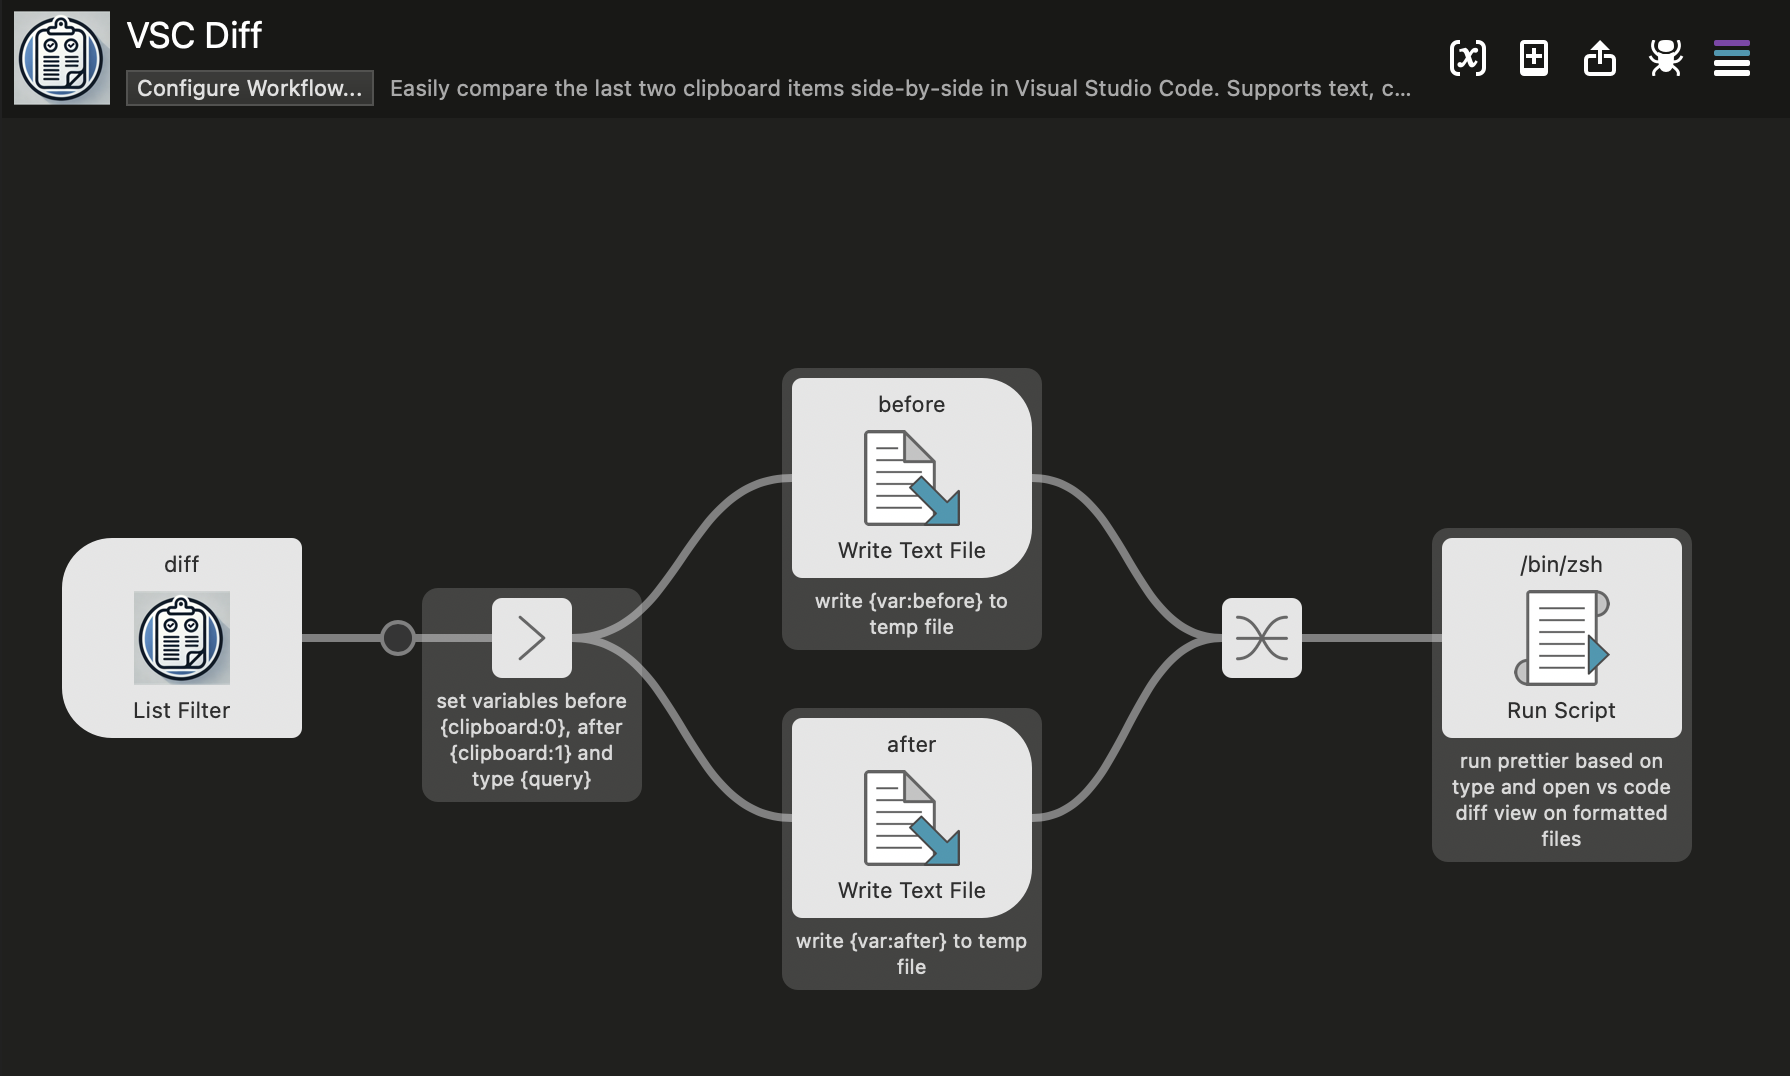 VSC Diff
Configure Workflow...
Easily compare the last two clipboard items side-by-side in Visual Studio Code. Supports text, c...
diff
List Filter
set variables before
{clipboard:0}, after
{clipboard:1} and
type {query}
before
Write Text File
write {var:before} to
temp file
after
Write Text File
write {var:after} to temp
file
/bin/zsh
Run Script
run prettier based on
type and open vs code
diff view on formatted
files